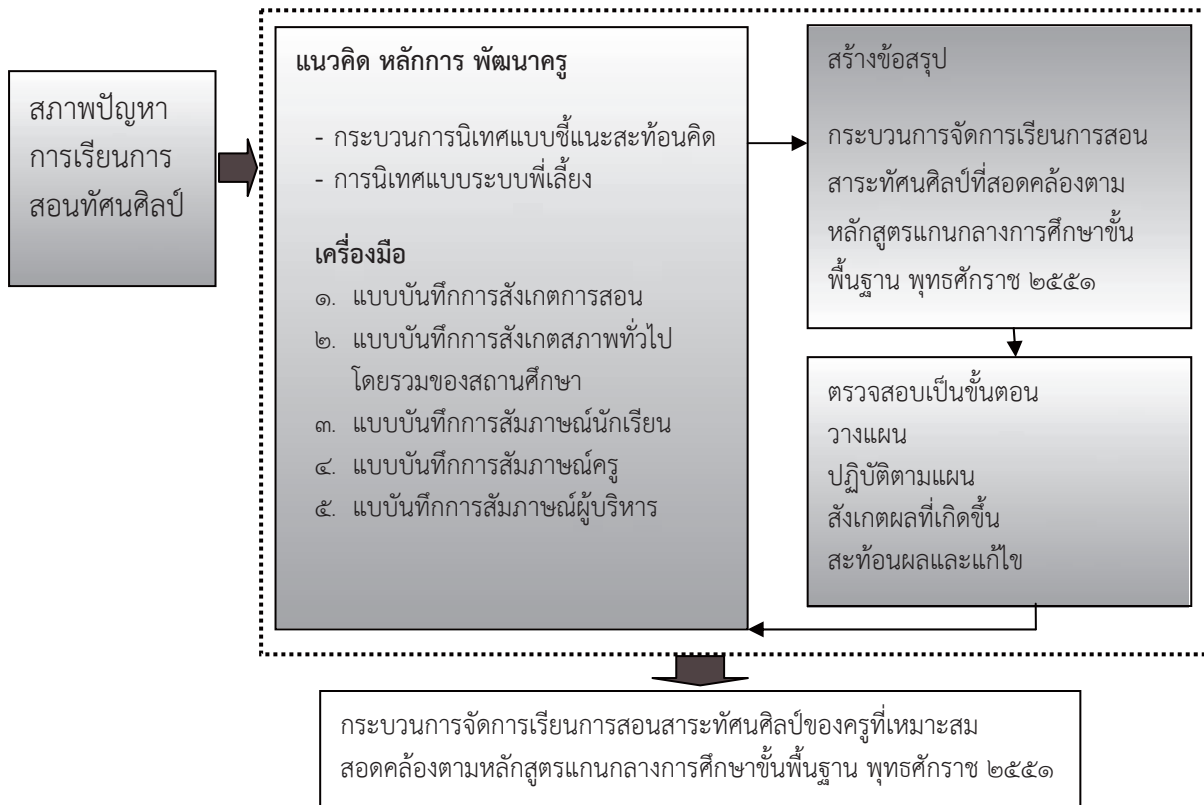 สภาพปัญหา
การเรียนการ
สอนทัศนศิลป์
แนวคิด หลักการ พัฒนาครู
- กระบวนการนิเทศแบบชี้แนะสะท้อนคิด
- การนิเทศแบบระบบพี่เลี้ยง
เครื่องมือ
๑. แบบบันทึกการสังเกตการสอน
๒. แบบบันทึกการสังเกตสภาพทั่วไป
โดยรวมของสถานศึกษา
๓. แบบบันทึกการสัมภาษณ์นักเรียน
๔. แบบบันทึกการสัมภาษณ์ครู
๕. แบบบันทึกการสัมภาษณ์ผู้บริหาร
สร้างข้อสรุป
กระบวนการจัดการเรียนการสอน
สาระทัศนศิลป์ที่สอดคล้องตาม
หลักสูตรแกนกลางการศึกษาขั้น
พื้นฐาน พุทธศักราช ๒๕๕๑
ตรวจสอบเป็นขั้นตอน
วางแผน
ปฏิบัติตามแผน
สังเกตผลที่เกิดขึ้น
สะท้อนผลและแก้ไข
กระบวนการจัดการเรียนการสอนสาระทัศนศิลป์ของครูที่เหมาะสม
สอดคล้องตามหลักสูตรแกนกลางการศึกษาขั้นพื้นฐาน พุทธศักราช ๒๕๕๑